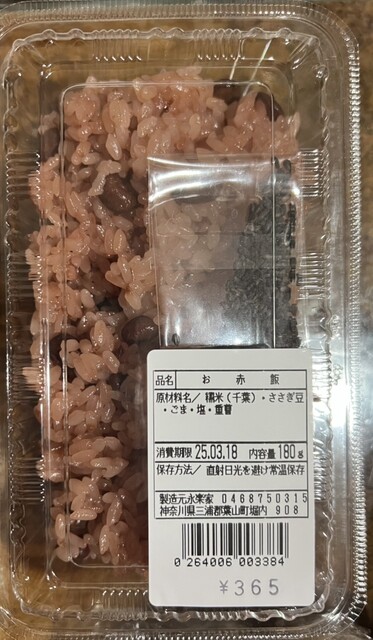 品名 お赤飯
原材料名／ 糯米（千葉）・ささぎ豆
・ごま・塩・重曹
消費期限 25.03.18 内容量 180g
保存方法／ 直射日光を避け常温保存
製造元永楽家 0468750315
神奈川県三浦郡葉山町堀内 908
0 264006 003384
¥365